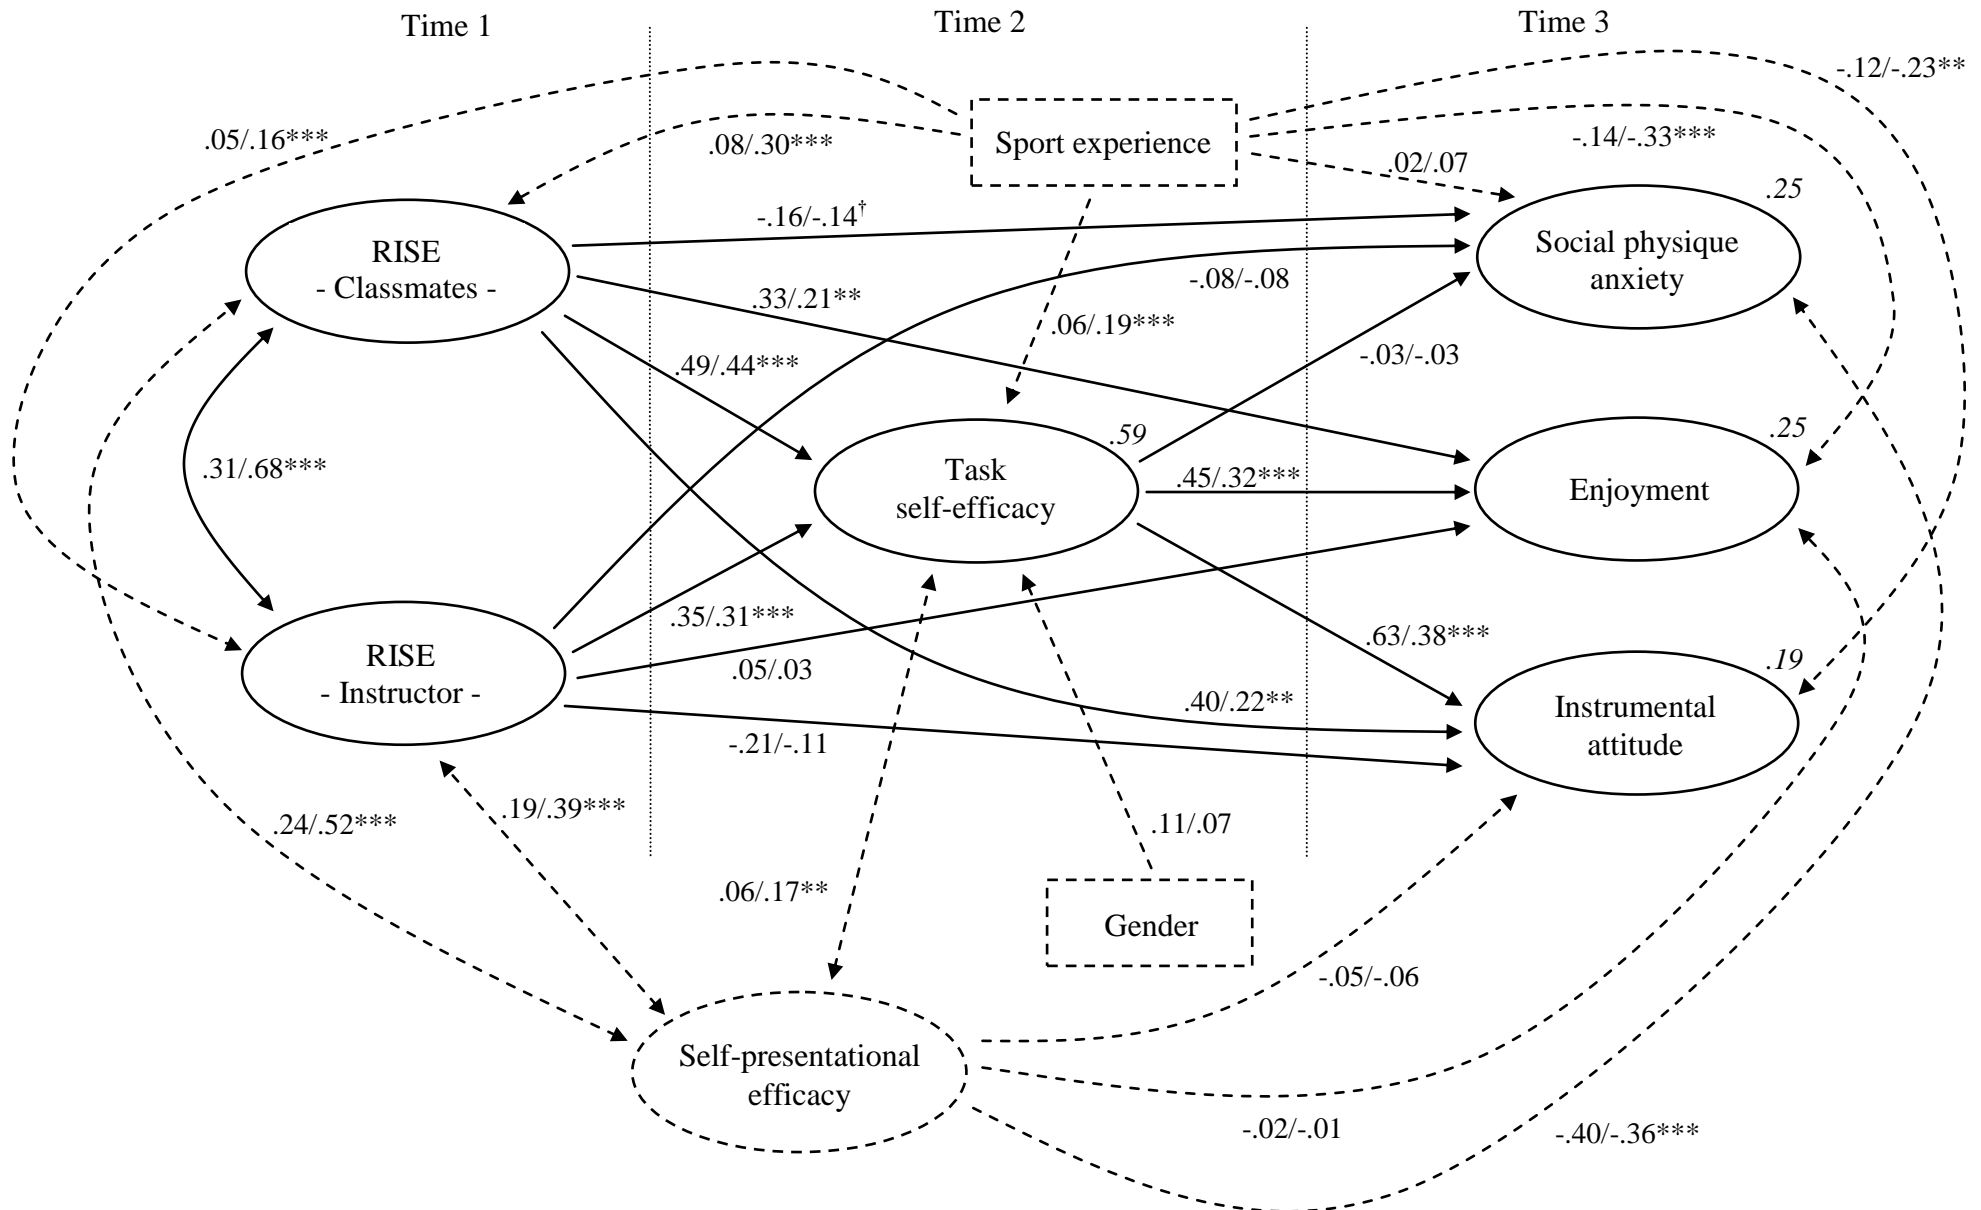 Time 1
Time 2
Time 3
-.12/-.23**
.05/.16***
.08/.30***
Sport experience
-.14/-.33***
.02/.07
.25
-.16/-.14†
RISE
- Classmates -
Social physique
anxiety
-.08/-.08
.33/.21**
.06/.19***
-.03/-.03
.49/.44***
.59
.25
.31/.68***
Task
self-efficacy
.45/.32***
Enjoyment
.35/.31***
.63/.38***
RISE
- Instructor -
.05/.03
.19
.40/.22**
Instrumental
attitude
-.21/-.11
.24/.52***
.19/.39***
.11/.07
.06/.17**
Gender
-.05/-.06
Self-presentational
efficacy
-.02/-.01
-.40/-.36***